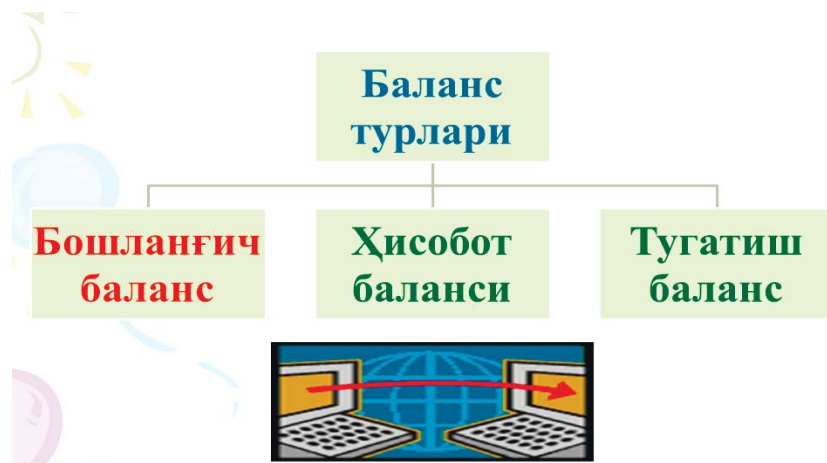 Баланс
турлари
Бошланғич
баланс
Ҳисобот
баланси
Тугатиш
баланс